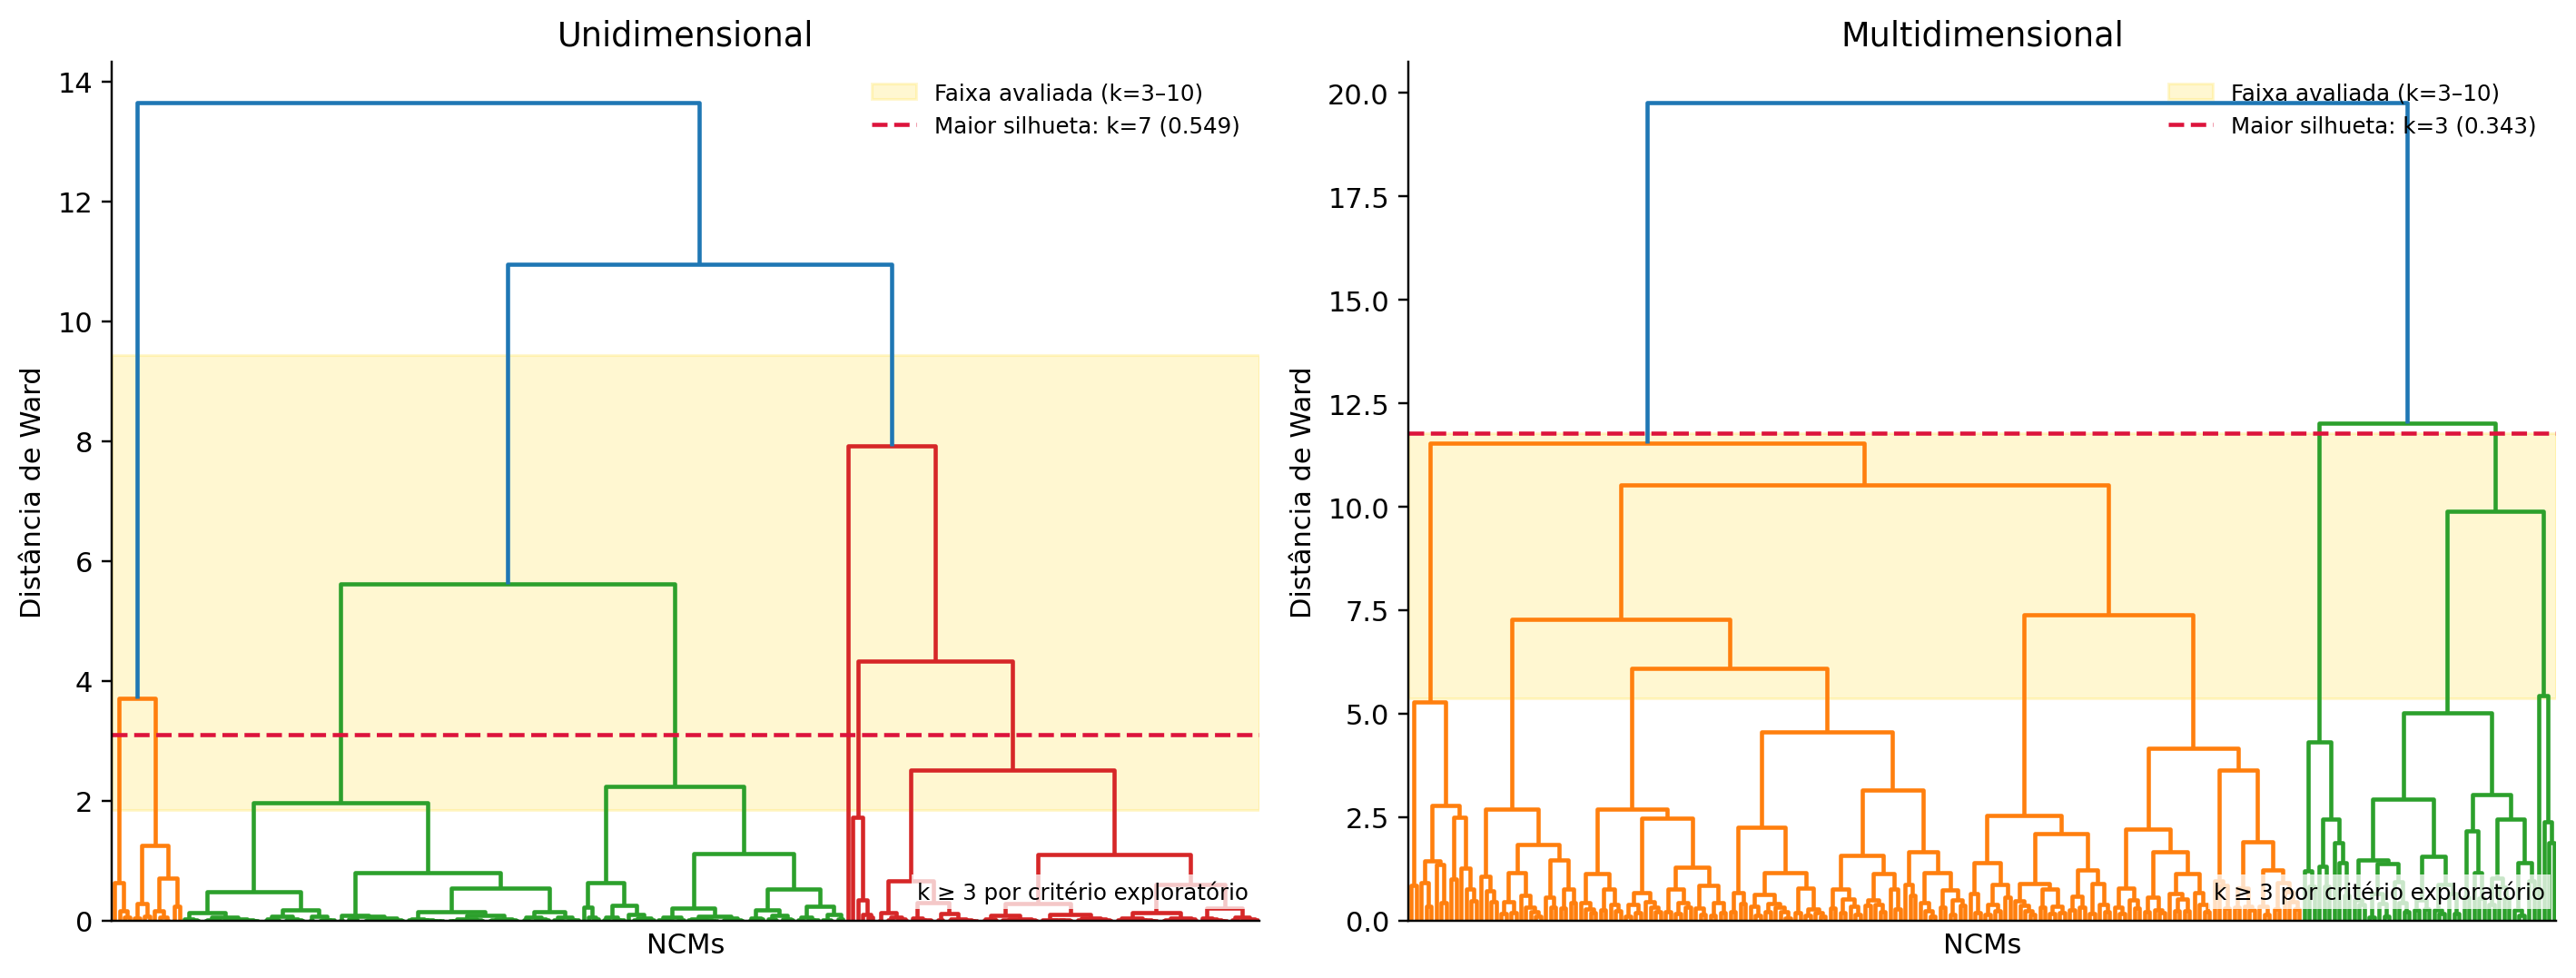 Unidimensional
14
12
10
8
6
4
2
0
Distância de Ward
Faixa avaliada (k=3–10)
Maior silhueta: k=7 (0.549)
k ≥ 3 por critério exploratório
NCMs
Multidimensional
20.0
17.5
15.0
12.5
10.0
7.5
5.0
2.5
0.0
Distância de Ward
Faixa avaliada (k=3–10)
Maior silhueta: k=3 (0.343)
k ≥ 3 por critério exploratório
NCMs